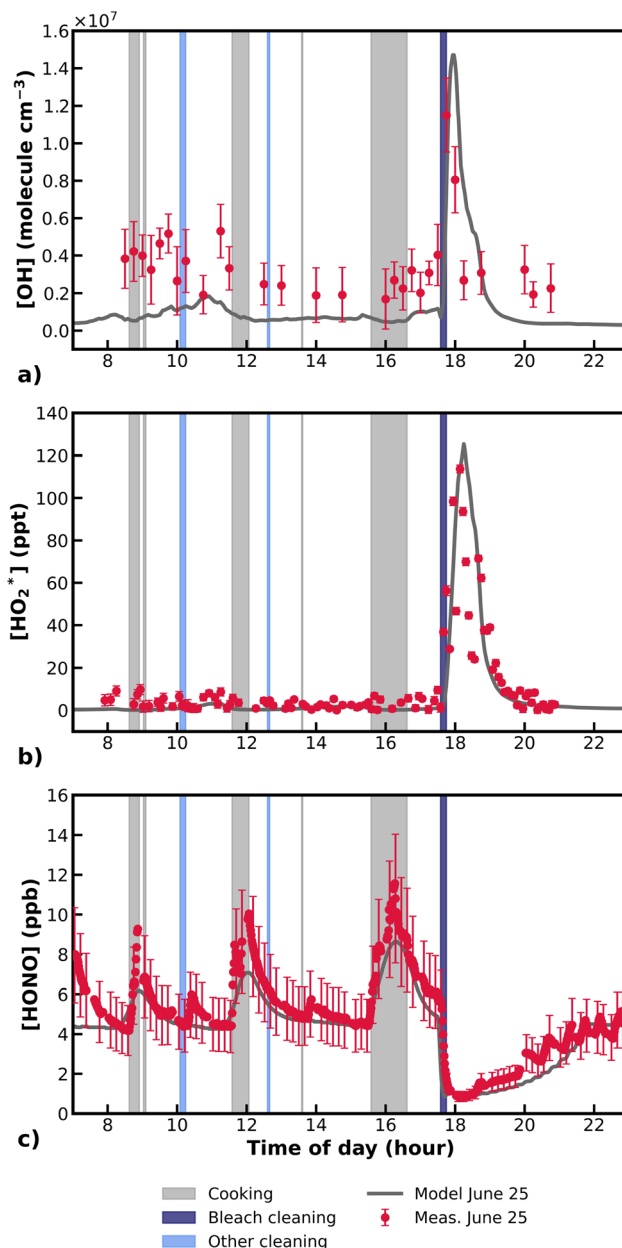 ×10⁷
1.6
1.4
1.2
1.0
0.8
0.6
0.4
0.2
0.0
[OH] (molecule cm⁻³)
8 10 12 14 16 18 20 22
a)
140
120
100
80
60
40
20
0
[HO₂*] (ppt)
8 10 12 14 16 18 20 22
b)
16
14
12
10
8
6
4
2
0
[HONO] (ppb)
8 10 12 14 16 18 20 22
c)
Time of day (hour)
Cooking
Bleach cleaning
Other cleaning
Model June 25
Meas. June 25